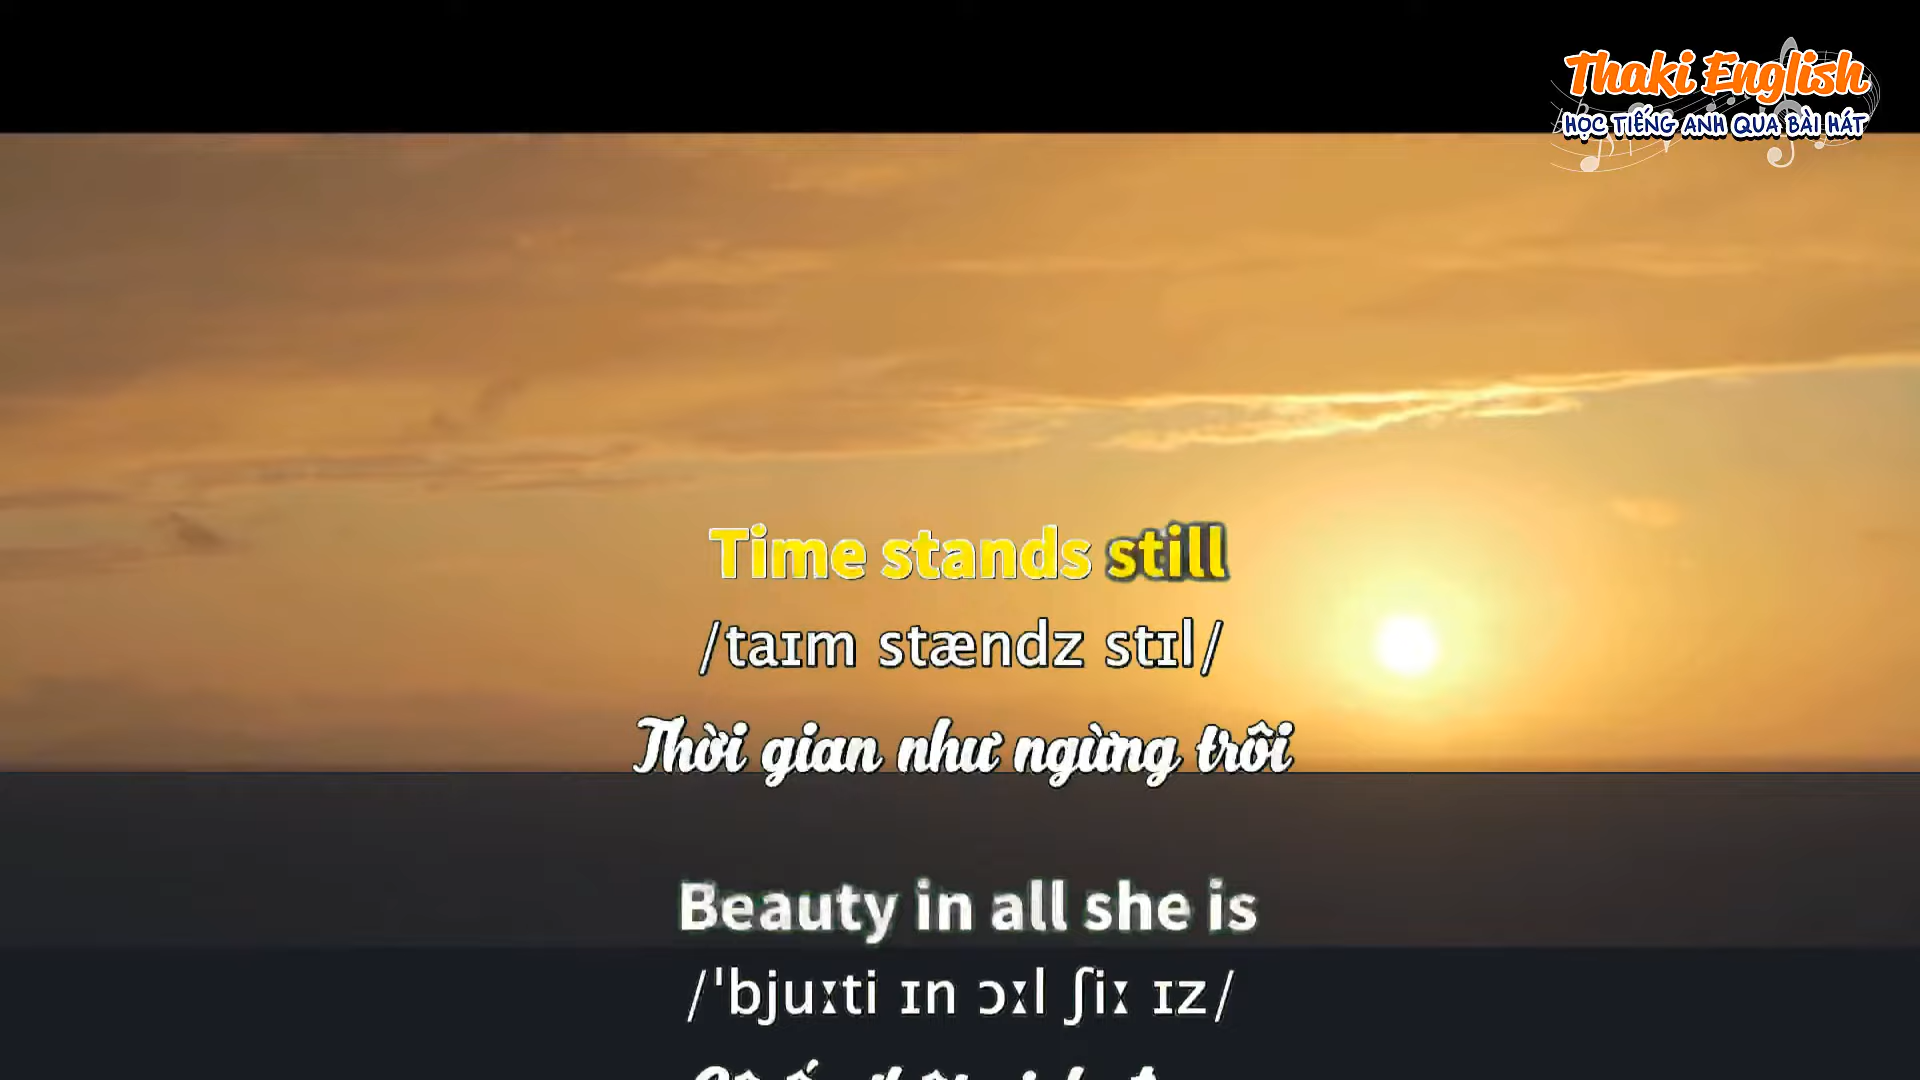 Thaki English
HỌC TIẾNG ANH QUA BÀI HÁT
Time stands still
/taɪm stændz stɪl/
Thời gian như ngừng trôi
Beauty in all she is
/ˈbjuːti ɪn ɔːl ʃiː ɪz/